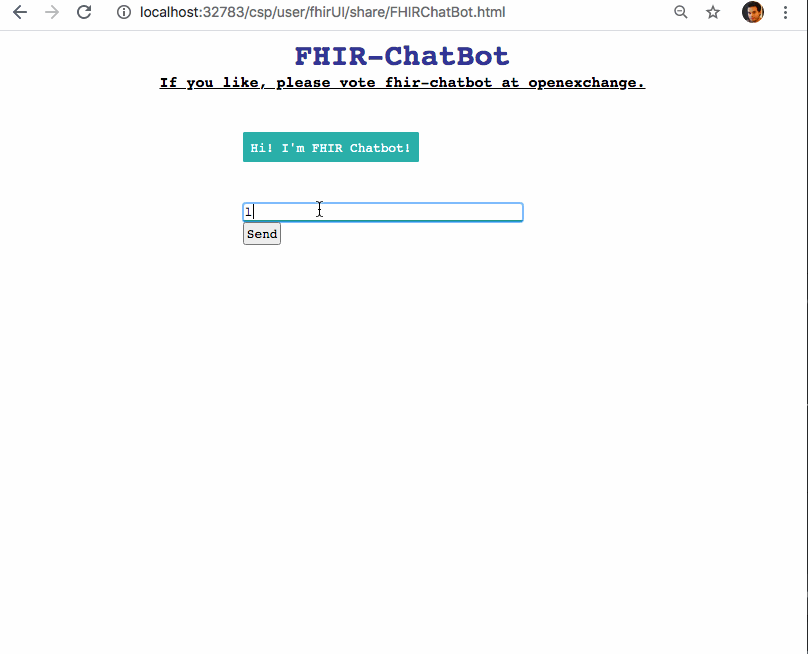 localhost:32783/csp/user/fhirUI/share/FHIRChatBot.html
FHIR-ChatBot
If you like, please vote fhir-chatbot at openexchange.
Hi! I'm FHIR Chatbot!
l
Send